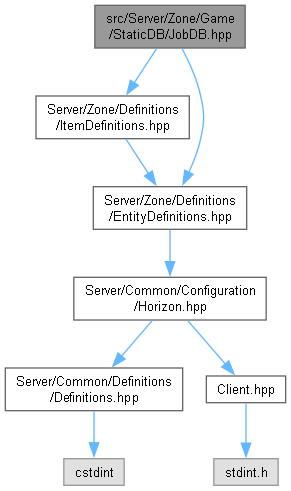 src/Server/Zone/Game
/StaticDB/JobDB.hpp
Server/Zone/Definitions
/ItemDefinitions.hpp
Server/Zone/Definitions
/EntityDefinitions.hpp
Server/Common/Configuration
/Horizon.hpp
Server/Common/Definitions
/Definitions.hpp
Client.hpp
cstdint
stdint.h